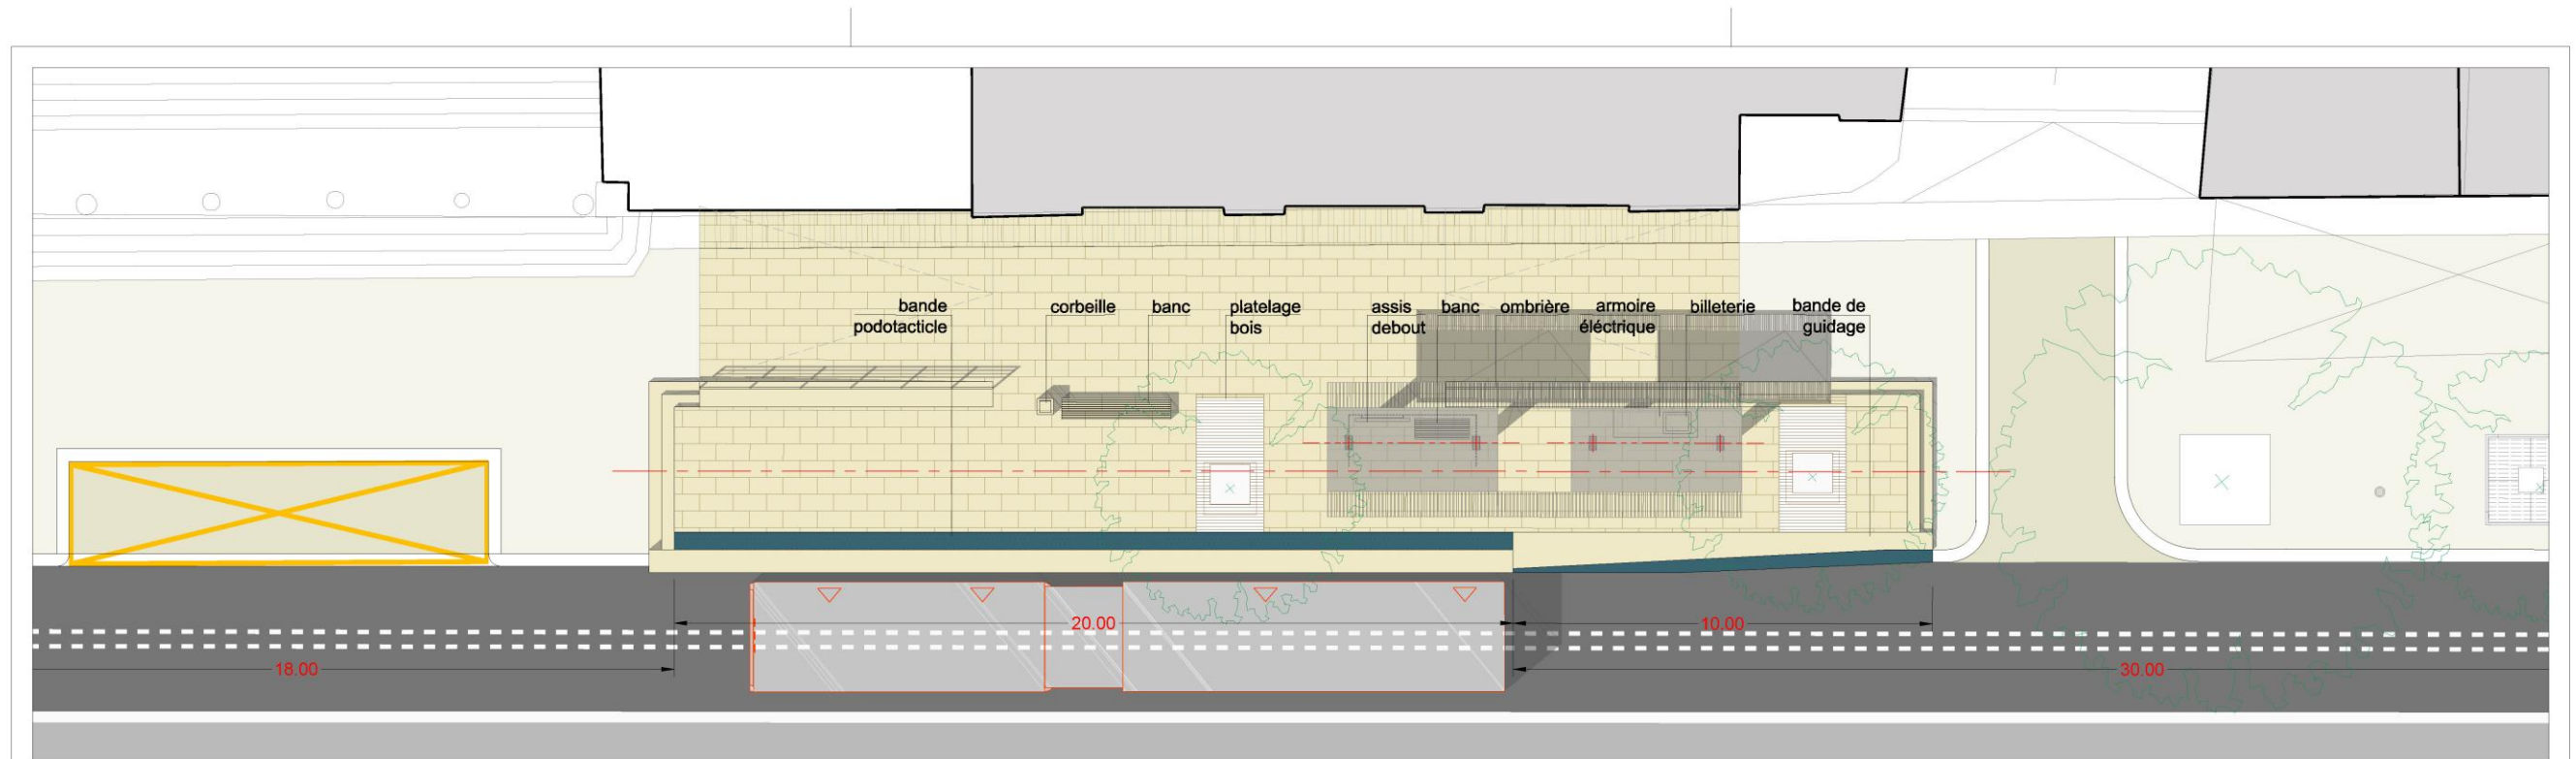 bande
podotacticle
corbeille
banc
platelage
bois
assis
debout
banc
ombrière
armoire
éléctrique
billeterie
bande de
guidage
20.00
10.00
18.00
30.00